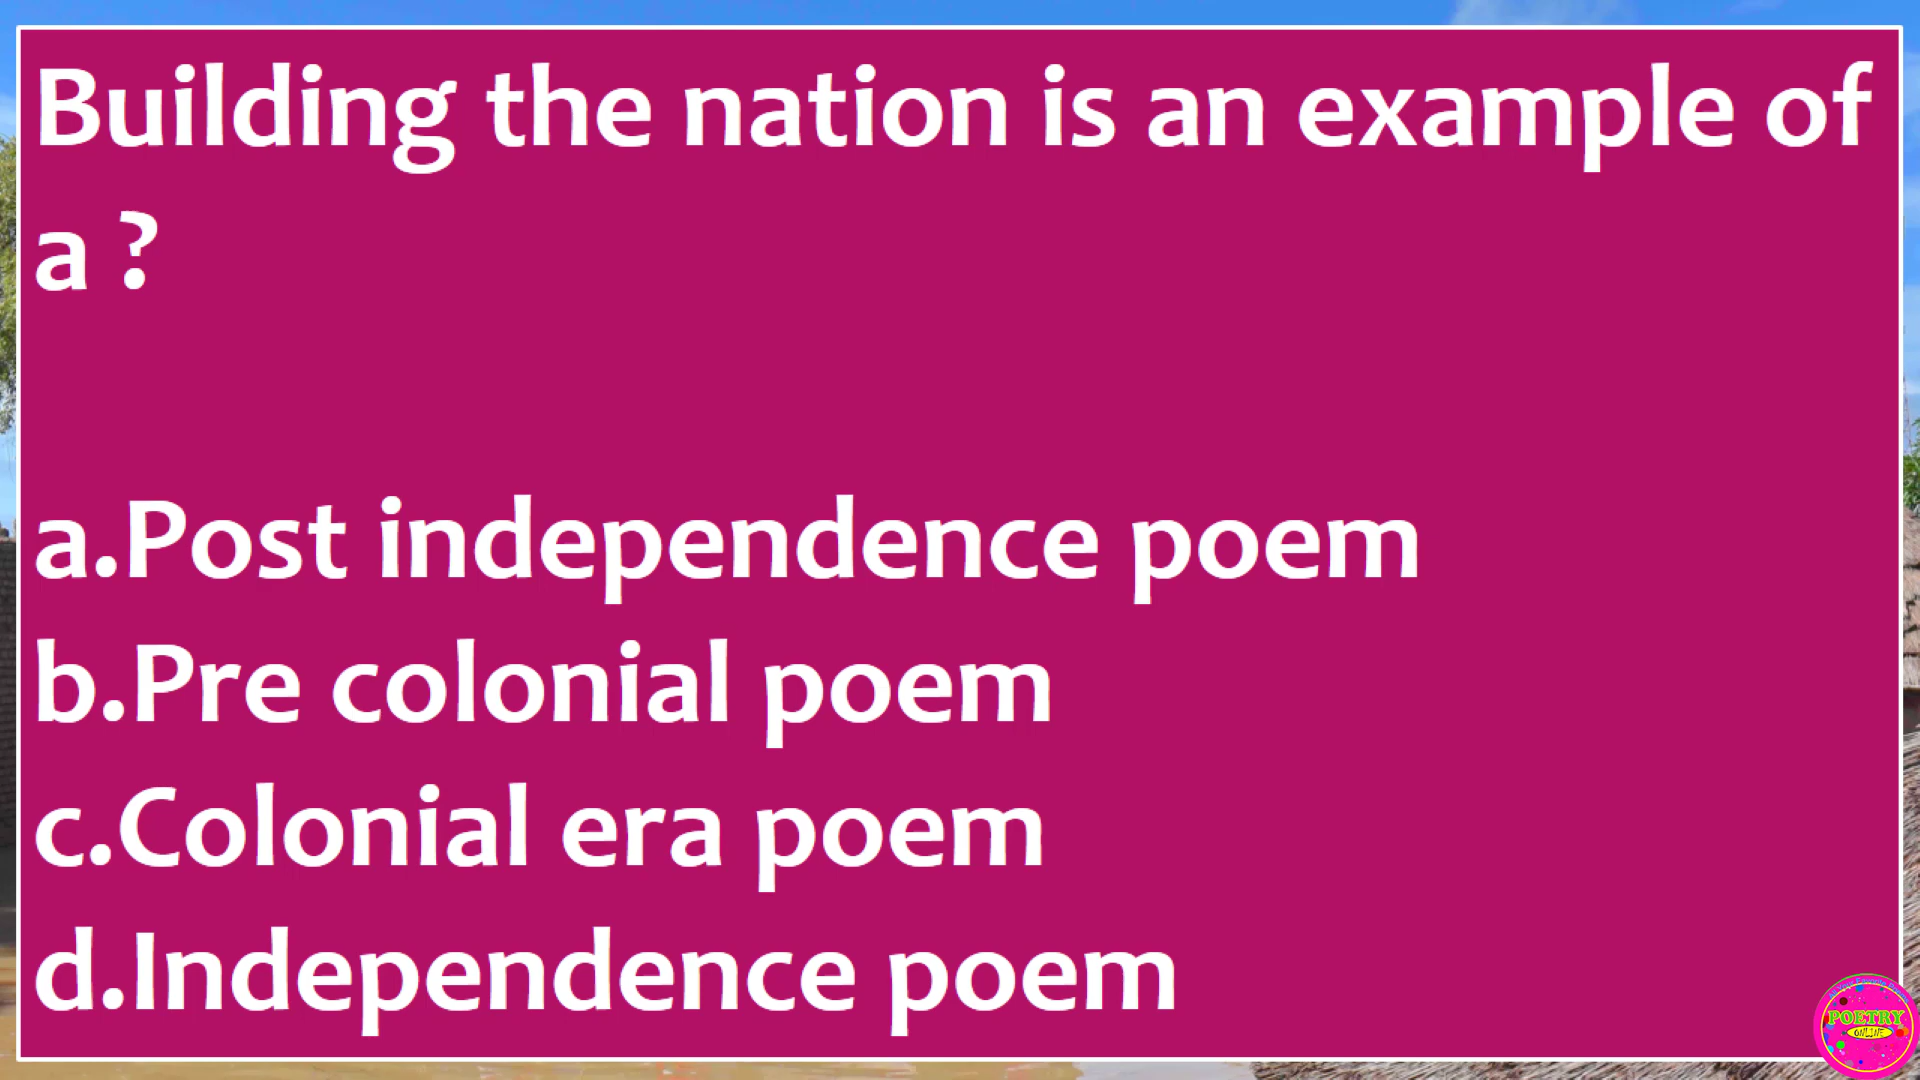 Building the nation is an example of
a ?
a.Post independence poem
b.Pre colonial poem
c.Colonial era poem
d.Independence poem
POETRY
ONLINE